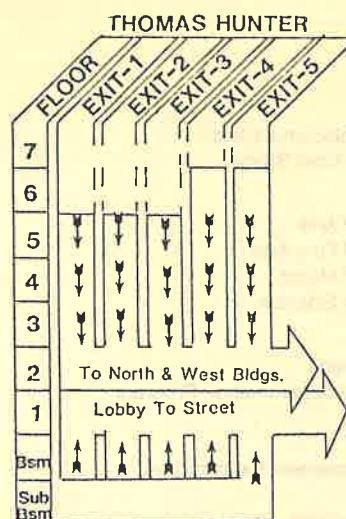 THOMAS HUNTER
FLOOR
EXIT-1
EXIT-2
EXIT-3
EXIT-4
EXIT-5
7
6
5
4
3
2
To North & West Bldgs.
1
Lobby To Street
Bsm
Sub
Bsm